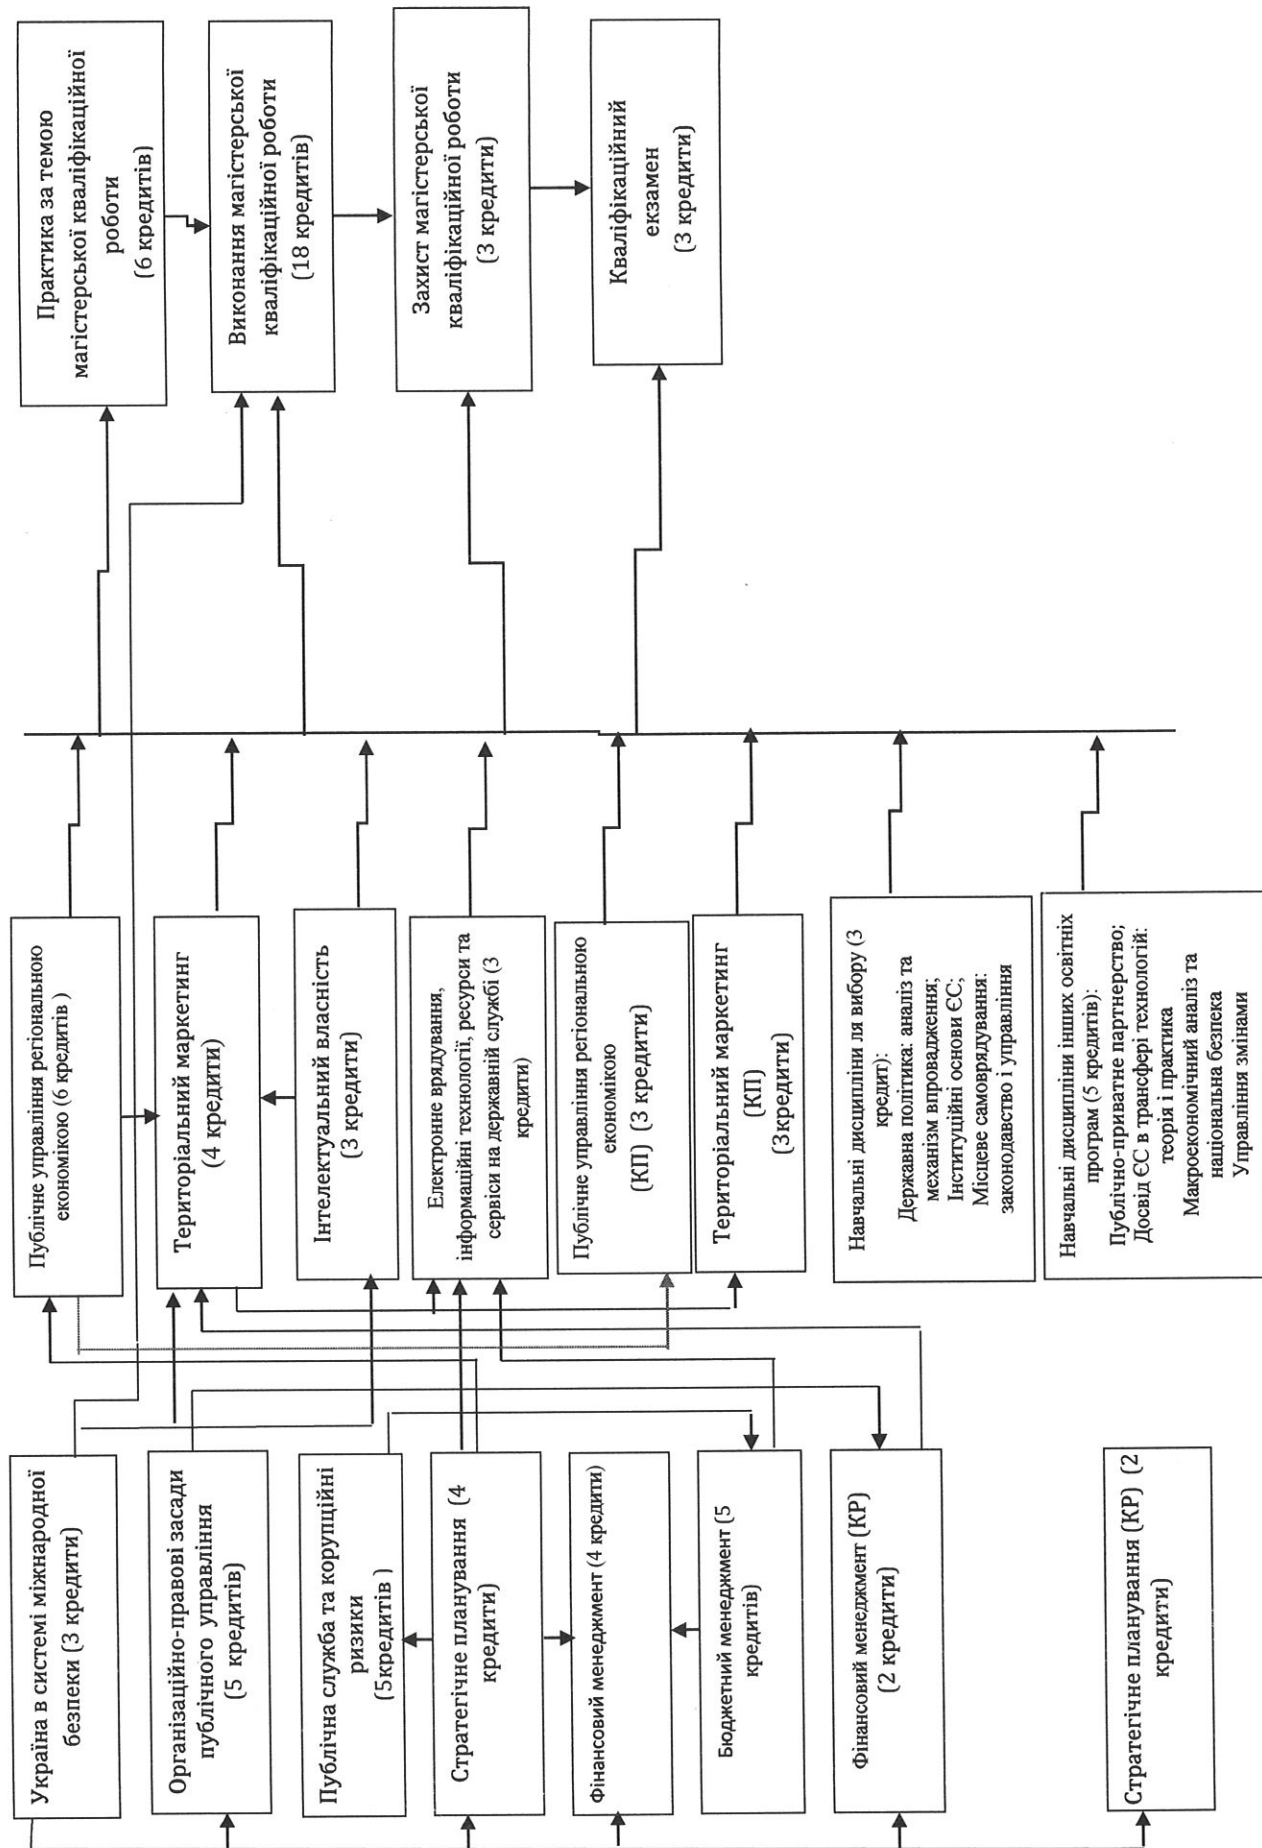 Україна в системі міжнародної
безпеки (3 кредити)
Організаційно-правові засади
публічного управління
(5 кредитів)
Публічна служба та корупційні
ризики
(5кредитів )
Стратегічне планування (4
кредити)
Фінансовий менеджмент (4 кредити)
Бюджетний менеджмент (5
кредитів)
Фінансовий менеджмент (КР)
(2 кредити)
Стратегічне планування (КР) (2
кредити)
Публічне управління регіональною
економікою (6 кредитів )
Територіальний маркетинг
(4 кредити)
Інтелектуальна власність
(3 кредити)
Електронне врядування,
інформаційні технології, ресурси та
сервіси на державній службі (3
кредити)
Публічне управління регіональною
економікою
(КП) (3 кредити)
Територіальний маркетинг
(КП)
(3кредити)
Навчальні дисципліни ля вибору (3
кредит):
Державна політика: аналіз та
механізм впровадження;
Інституційні основи ЄС;
Місцеве самоврядування:
законодавство і управління
Навчальні дисципліни інших освітніх
програм (5 кредитів):
Публічно-приватне партнерство;
Досвід ЄС в трансфері технологій:
теорія і практика
Макроекономічний аналіз та
національна безпека
Управління змінами
Практика за темою
магістерської кваліфікаційної
роботи
(6 кредитів)
Виконання магістерської
кваліфікаційної роботи
(18 кредитів)
Захист магістерської
кваліфікаційної роботи
(3 кредити)
Кваліфікаційний
екзамен
(3 кредити)